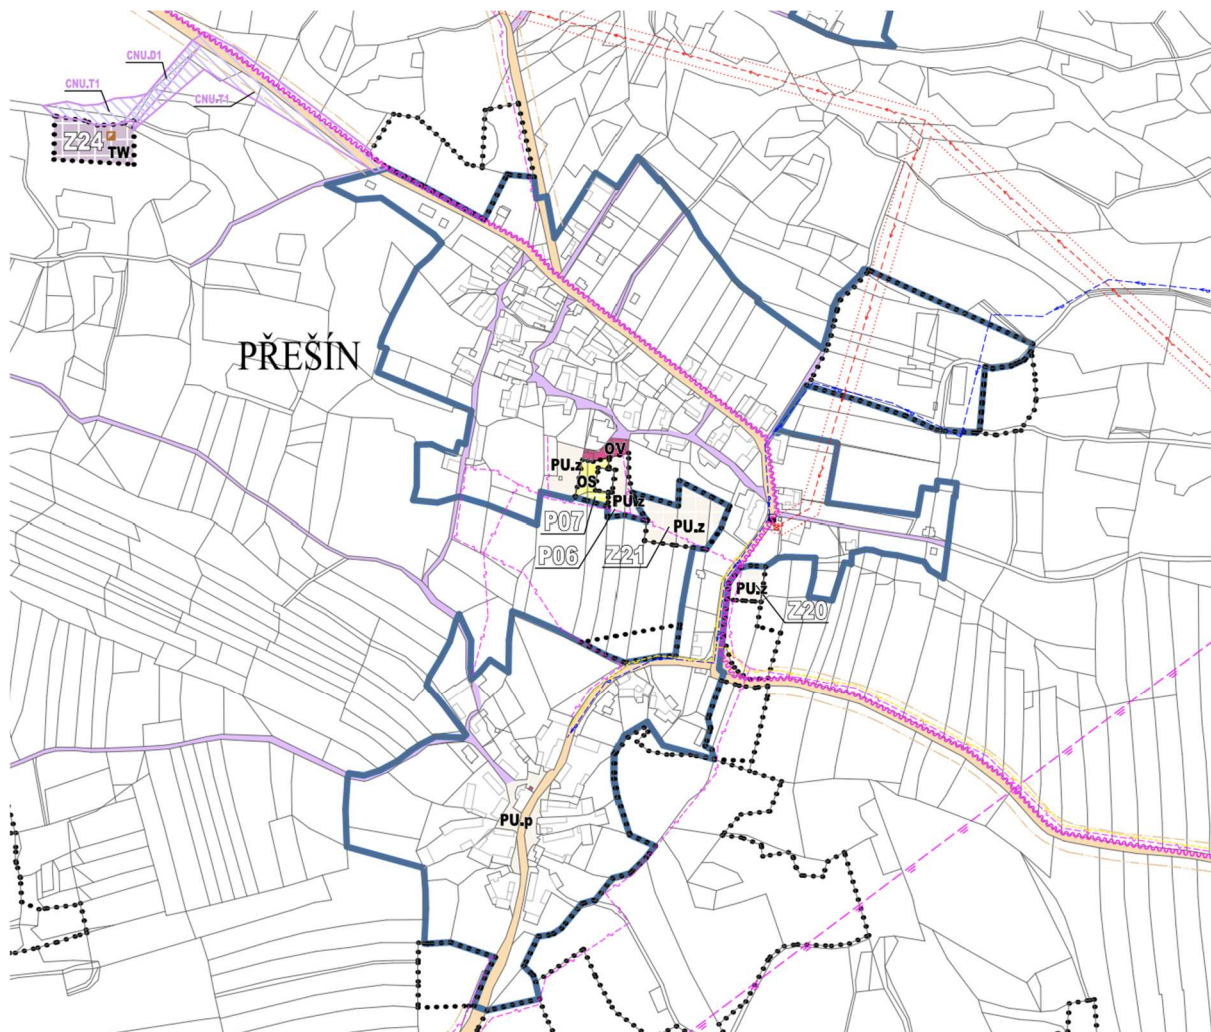 CNU.D1
CNU.T1
CNU.T1
Z24
TW
PŘEŠÍN
OV
PU.z
OS
PU.z
P07
PU.z
P06
Z21
PU.z
Z20
PU.p